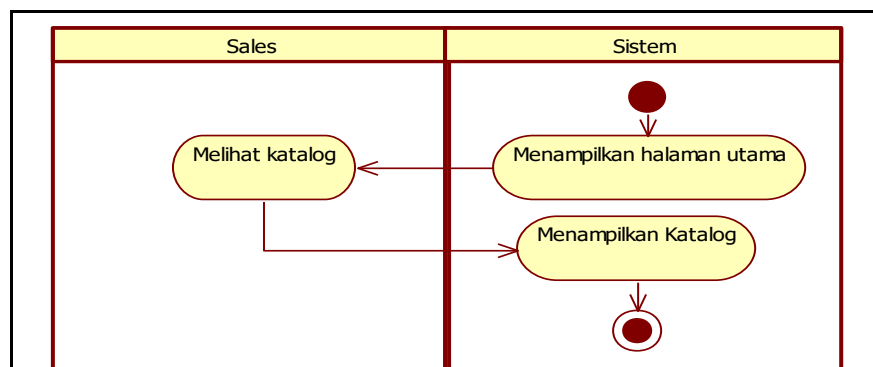 Sales
Sistem
Melihat katalog
Menampilkan halaman utama
Menampilkan Katalog